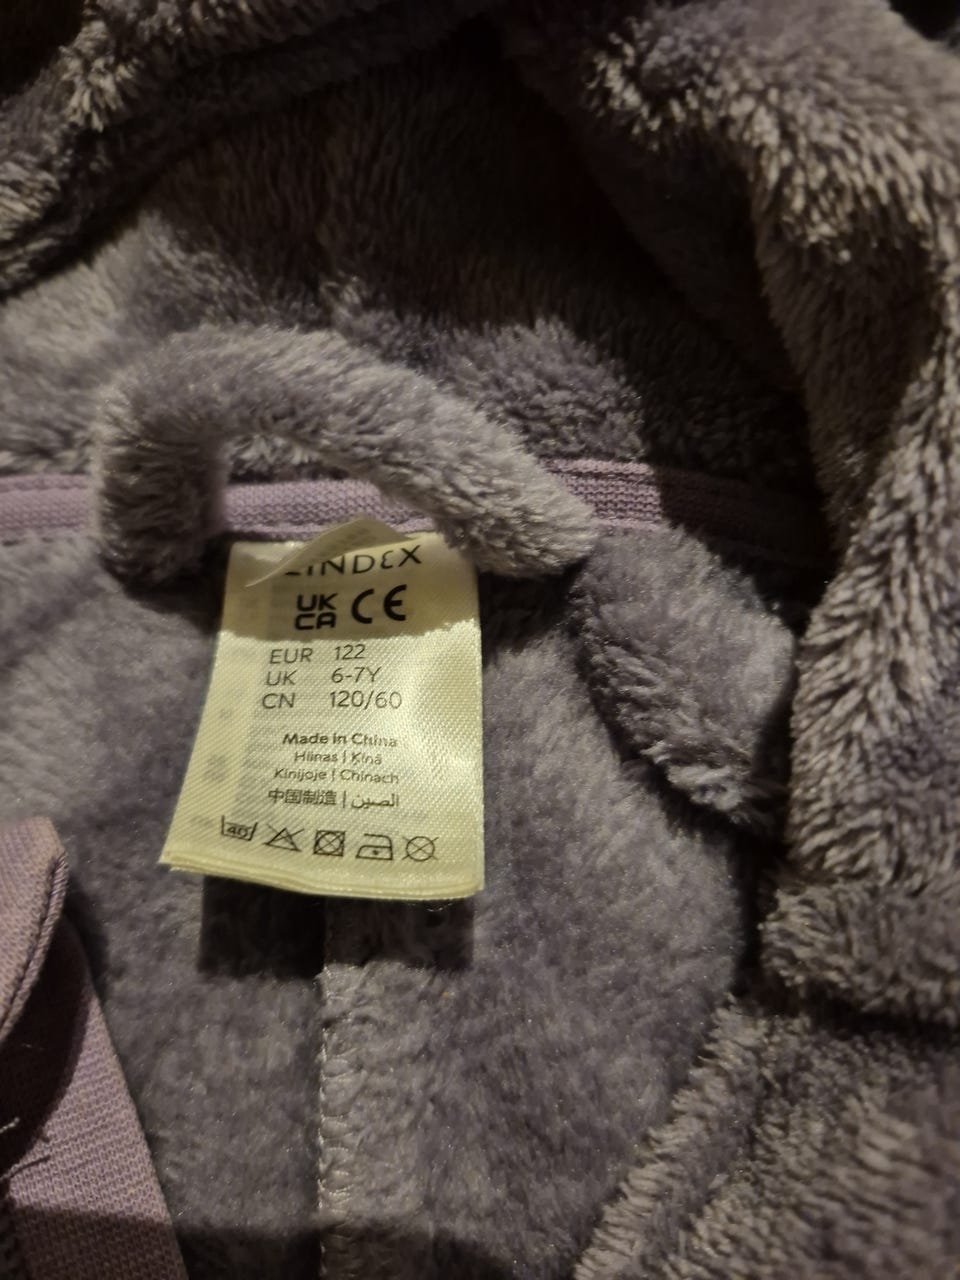 LINDEX
UK CA CE
EUR 122
UK 6-7Y
CN 120/60
Made in China
Hiinas | Kína
Kinijoje | Chinach
中国制造 | الصين
40